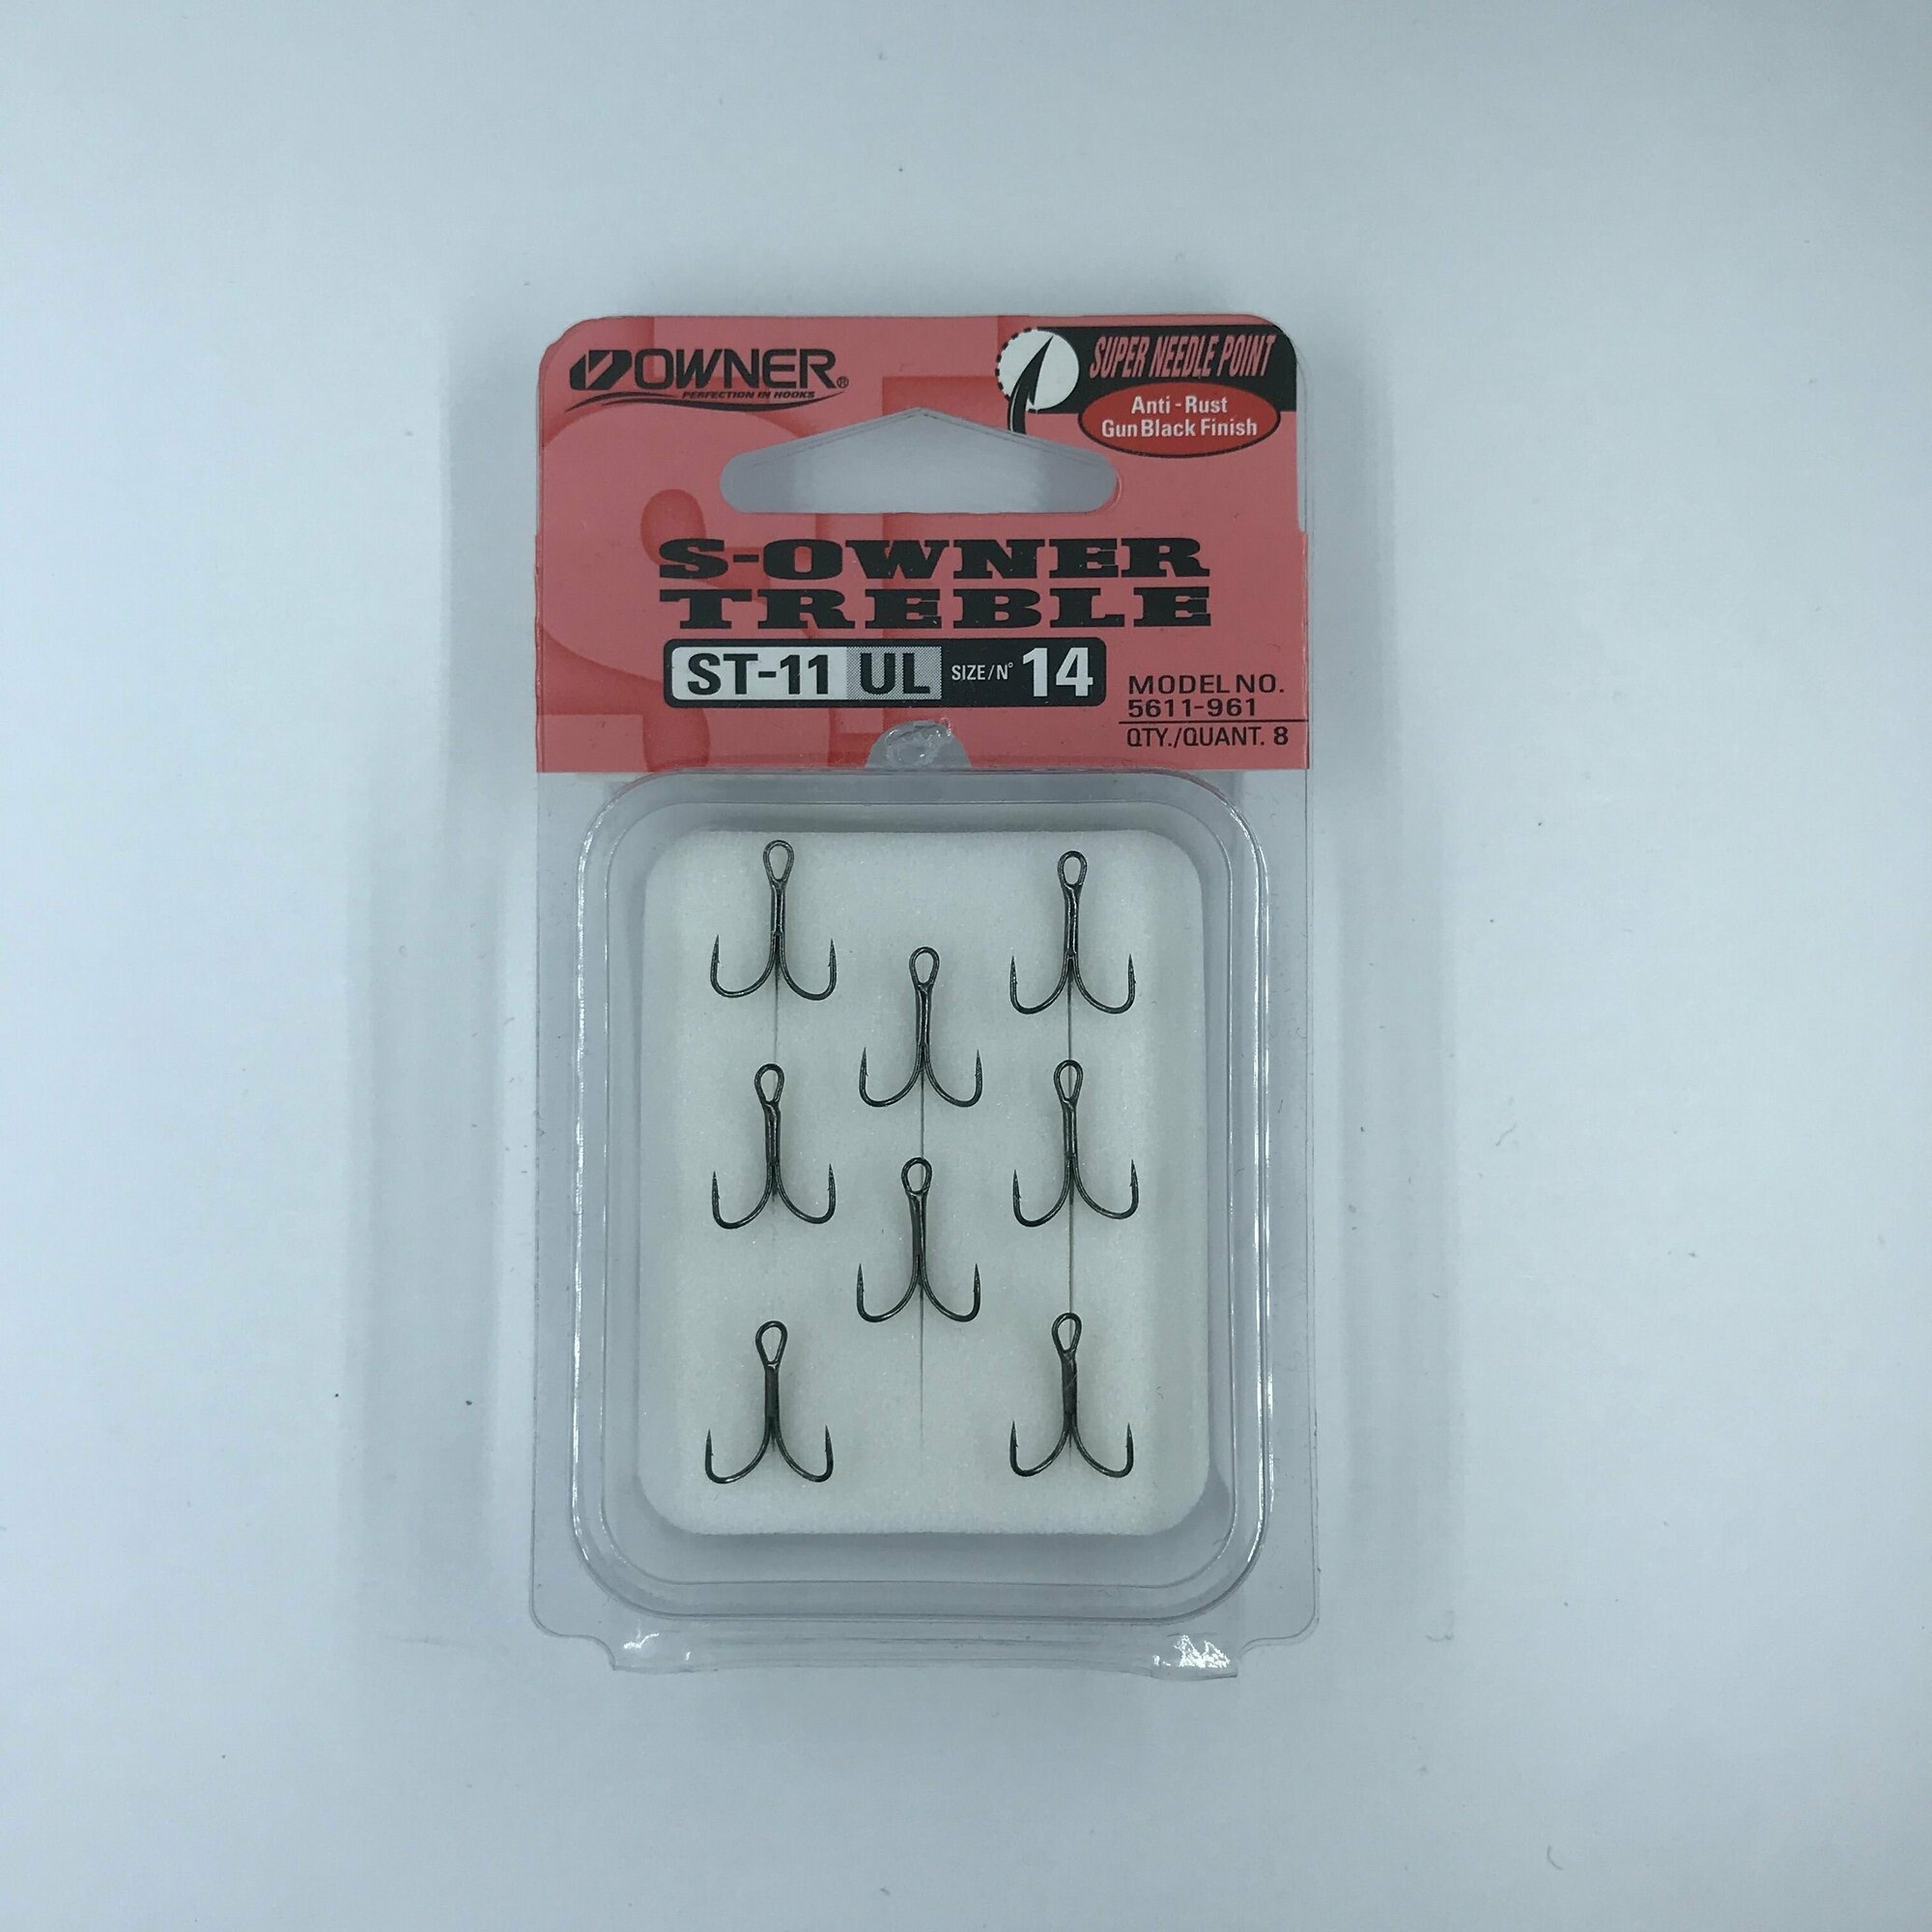 OWNER®
PERFECTION IN HOOKS
SUPER NEEDLE POINT
Anti-Rust
Gun Black Finish
S-OWNER
TREBLE
ST-11 UL SIZE/N° 14
MODEL NO.
5611-961
QTY./QUANT. 8